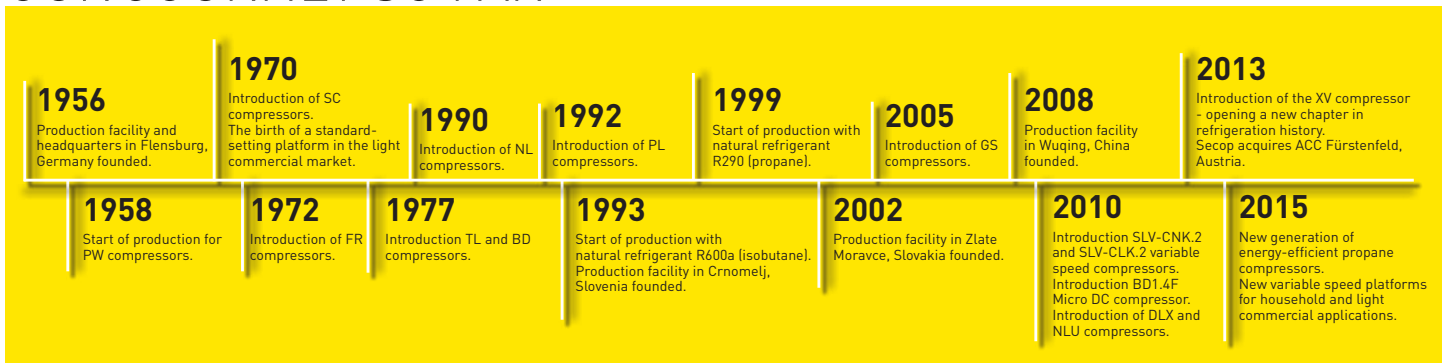 1956
Production facility and
headquarters in Flensburg,
Germany founded.
1958
Start of production for
PW compressors.
1970
Introduction of SC
compressors.
The birth of a standard-
setting platform in the light
commercial market.
1972
Introduction of FR
compressors.
1977
Introduction TL and BD
compressors.
1990
Introduction of NL
compressors.
1992
Introduction of PL
compressors.
1993
Start of production with
natural refrigerant R600a (isobutane).
Production facility in Crnomelj,
Slovenia founded.
1999
Start of production with
natural refrigerant
R290 (propane).
2002
Production facility in Zlate
Moravce, Slovakia founded.
2005
Introduction of GS
compressors.
2008
Production facility
in Wuqing, China
founded.
2010
Introduction SLV-CNK.2
and SLV-CLK.2 variable
speed compressors.
Introduction BD1.4F
Micro DC compressor.
Introduction of DLX and
NLU compressors.
2013
Introduction of the XV compressor
- opening a new chapter in
refrigeration history.
Secop acquires ACC Fürstenfeld,
Austria.
2015
New generation of
energy-efficient propane
compressors.
New variable speed platforms
for household and light
commercial applications.